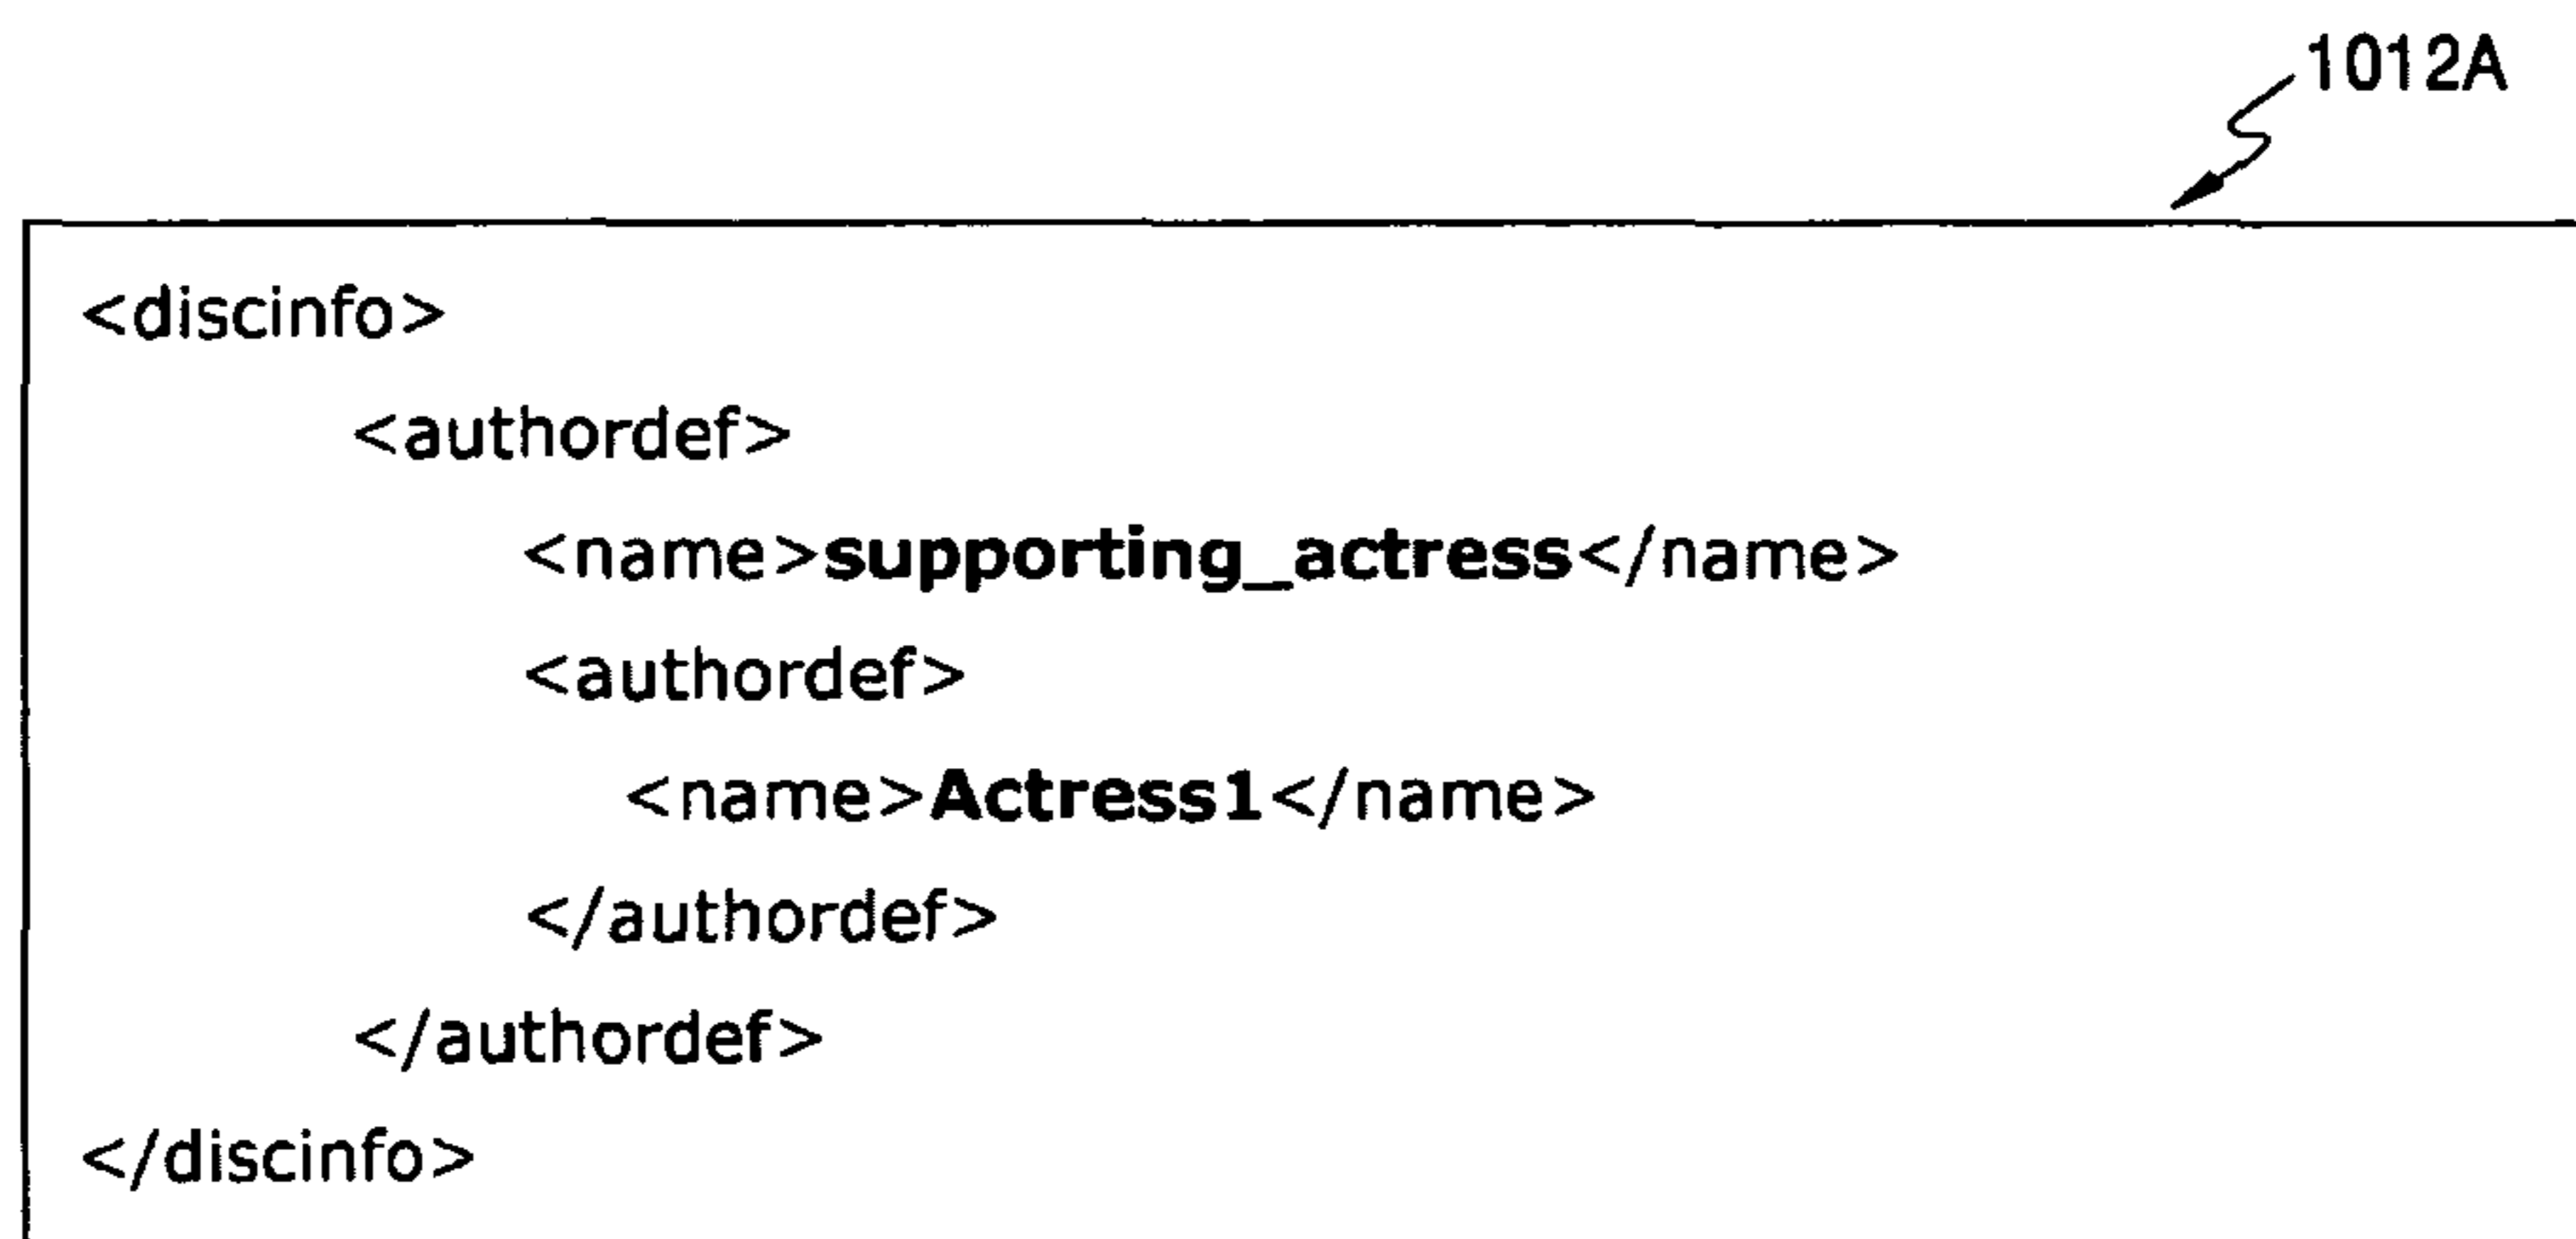 1012A
<discinfo>
<authordef>
<name>supporting_actress</name>
<authordef>
<name>Actress1</name>
</authordef>
</authordef>
</discinfo>